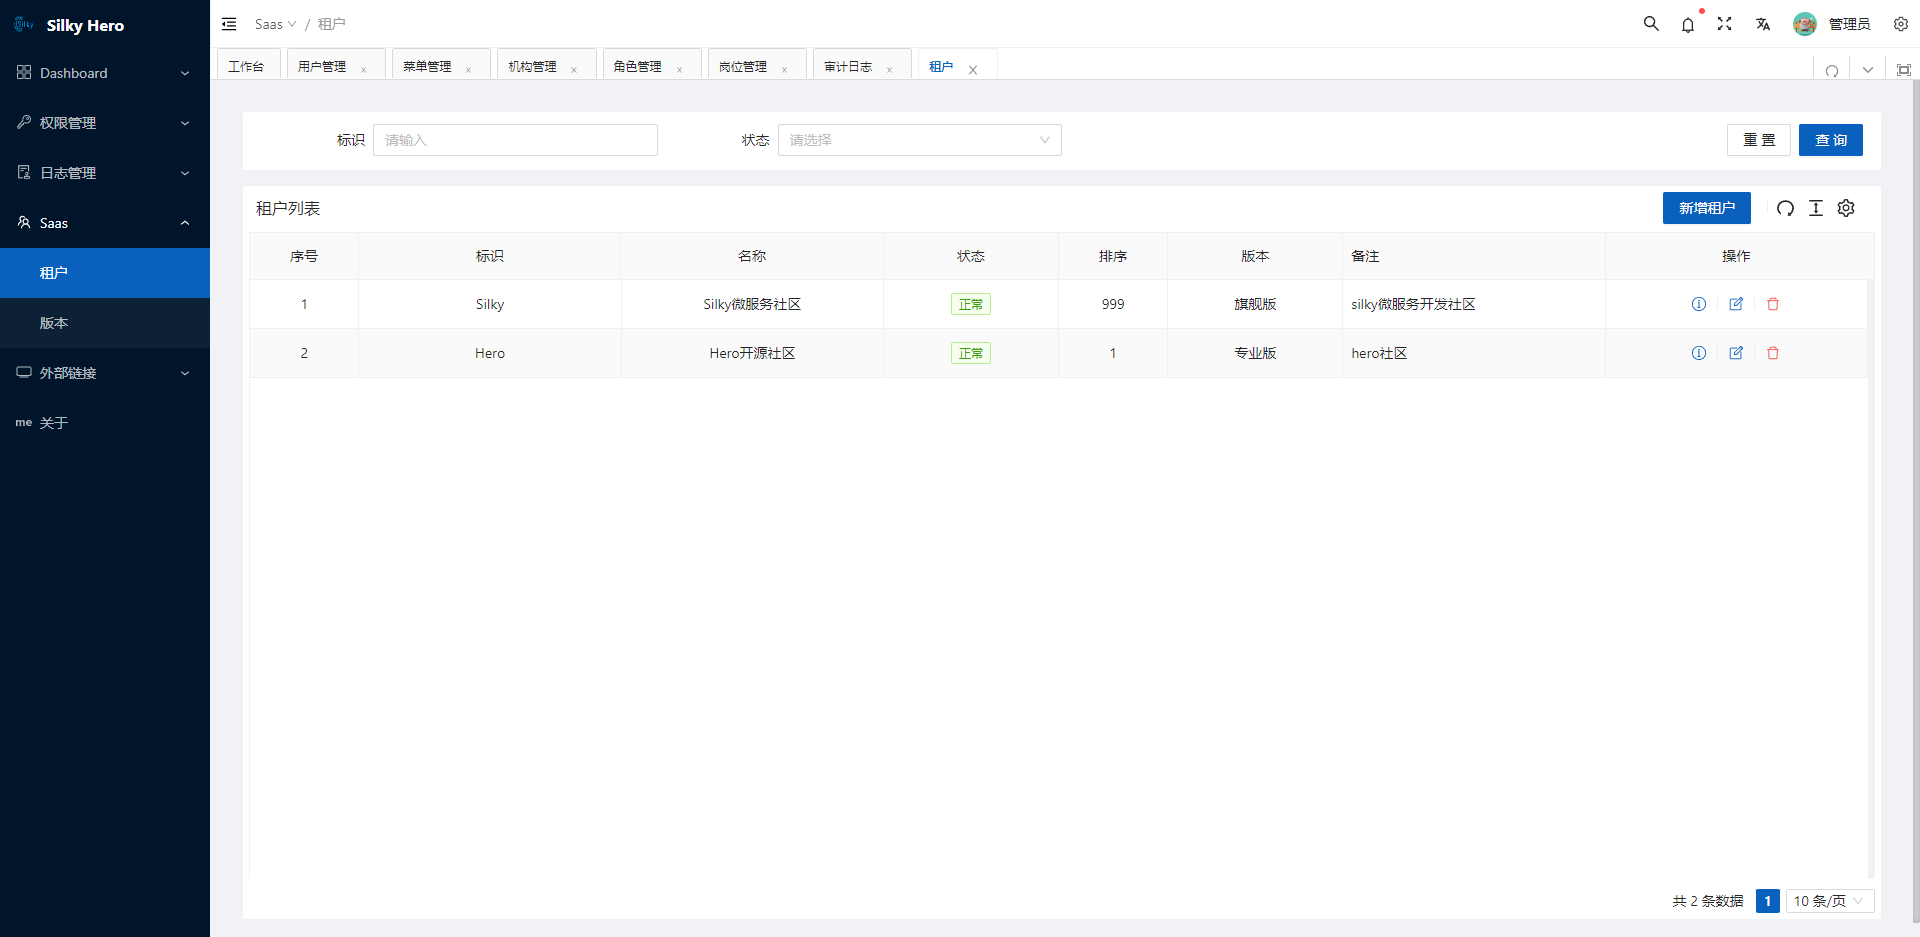 Silky Hero
Saas / 租户
管理员
Dashboard
权限管理
日志管理
Saas
租户
版本
外部链接
me 关于
工作台 用户管理 x 菜单管理 x 机构管理 x 角色管理 x 岗位管理 x 审计日志 x 租户 x
标识 请输入 状态 请选择 重 置 查 询
租户列表 新增租户
序号 标识 名称 状态 排序 版本 备注 操作
1 Silky Silky微服务社区 正常 999 旗舰版 silky微服务开发社区
2 Hero Hero开源社区 正常 1 专业版 hero社区
共 2 条数据 1 10 条/页